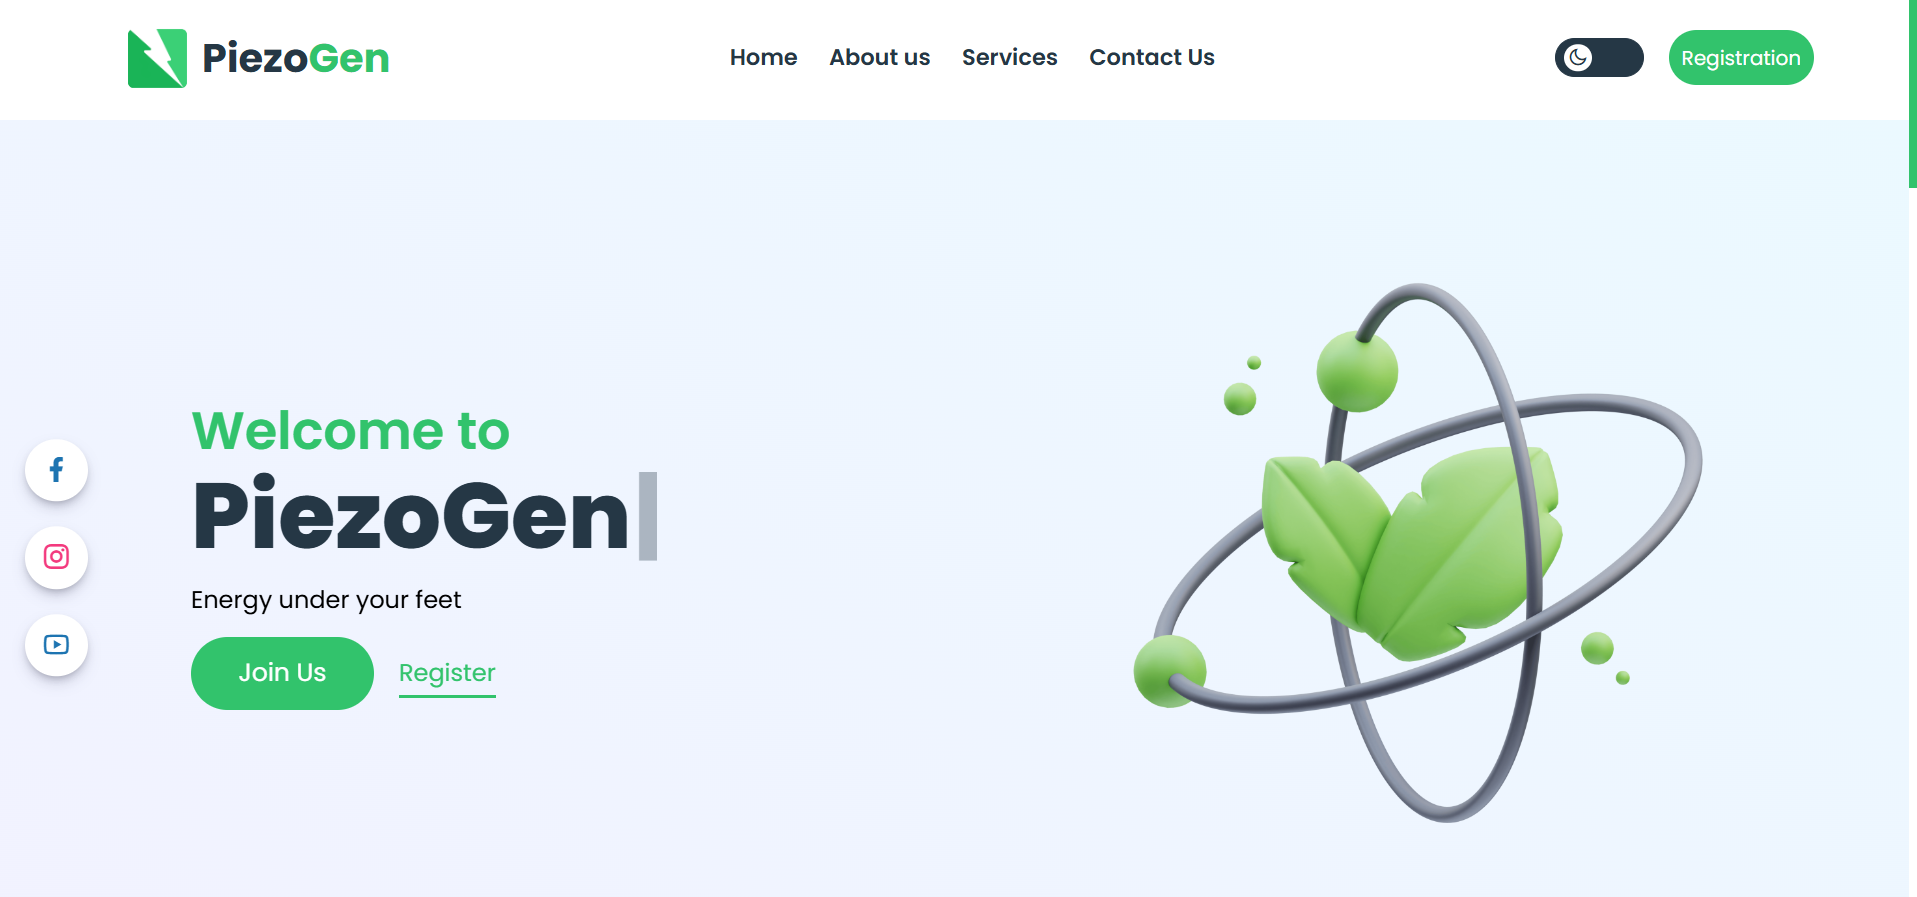 PiezoGen
Home
About us
Services
Contact Us
Registration
Welcome to
PiezoGen
Energy under your feet
Join Us
Register